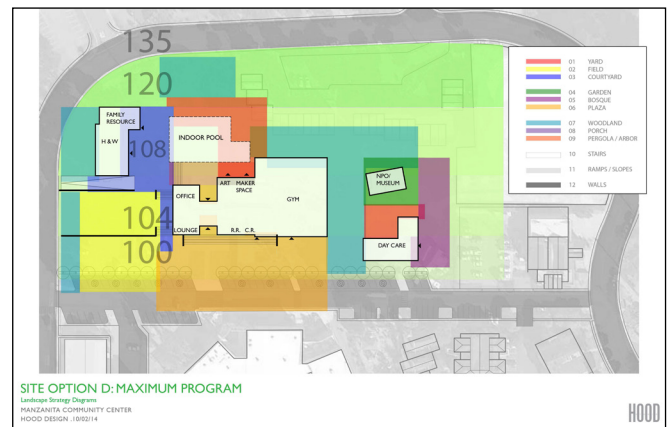 135
120
108
104
100
FAMILY
RESOURCE
H & W
INDOOR POOL
OFFICE
LOUNGE
ART MAKER
SPACE
GYM
R.R. C.R.
NPO/
MUSEUM
DAY CARE
01 YARD
02 FIELD
03 COURTYARD
04 GARDEN
05 BOSQUE
06 PLAZA
07 WOODLAND
08 PORCH
09 PERGOLA / ARBOR
10 STAIRS
11 RAMPS / SLOPES
12 WALLS
SITE OPTION D: MAXIMUM PROGRAM
Landscape Strategy Diagrams
MANZANITA COMMUNITY CENTER
HOOD DESIGN .10/02/14
HOOD